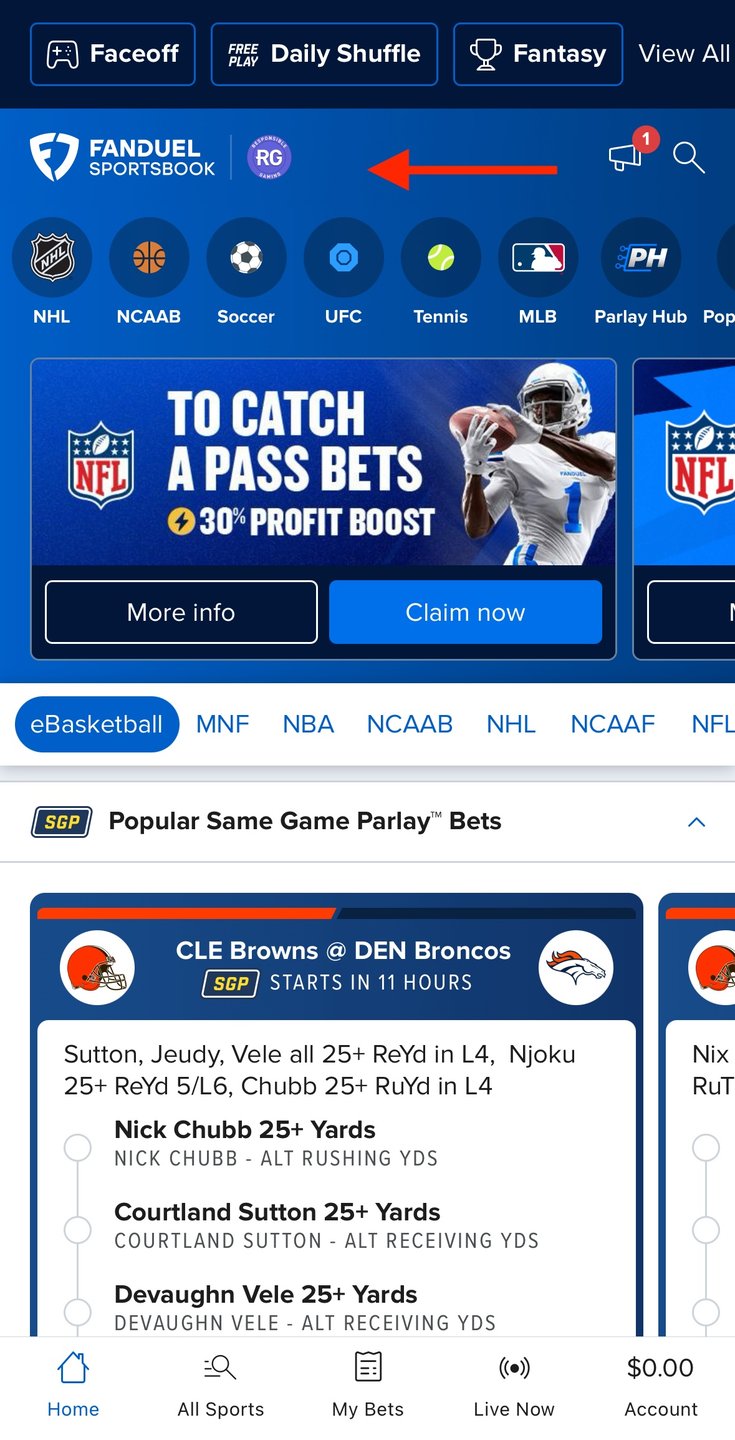 Faceoff
FREE PLAY Daily Shuffle
Fantasy
View All
FANDUEL
SPORTSBOOK
RESPONSIBLE
RG
GAMING
1
NHL
PH
NHL
NCAAB
Soccer
UFC
Tennis
MLB
Parlay Hub
Pop
NFL
TO CATCH
A PASS BETS
30% PROFIT BOOST
FANDUEL
1
NFL
More info
Claim now
eBasketball
MNF
NBA
NCAAB
NHL
NCAAF
NFL
SGP Popular Same Game Parlay™ Bets
CLE Browns @ DEN Broncos
SGP STARTS IN 11 HOURS
Sutton, Jeudy, Vele all 25+ ReYd in L4, Njoku
25+ ReYd 5/L6, Chubb 25+ RuYd in L4
Nick Chubb 25+ Yards
NICK CHUBB - ALT RUSHING YDS
Courtland Sutton 25+ Yards
COURTLAND SUTTON - ALT RECEIVING YDS
Devaughn Vele 25+ Yards
DEVAUGHN VELE - ALT RECEIVING YDS
Nix
RuT
Home
All Sports
My Bets
Live Now
$0.00
Account